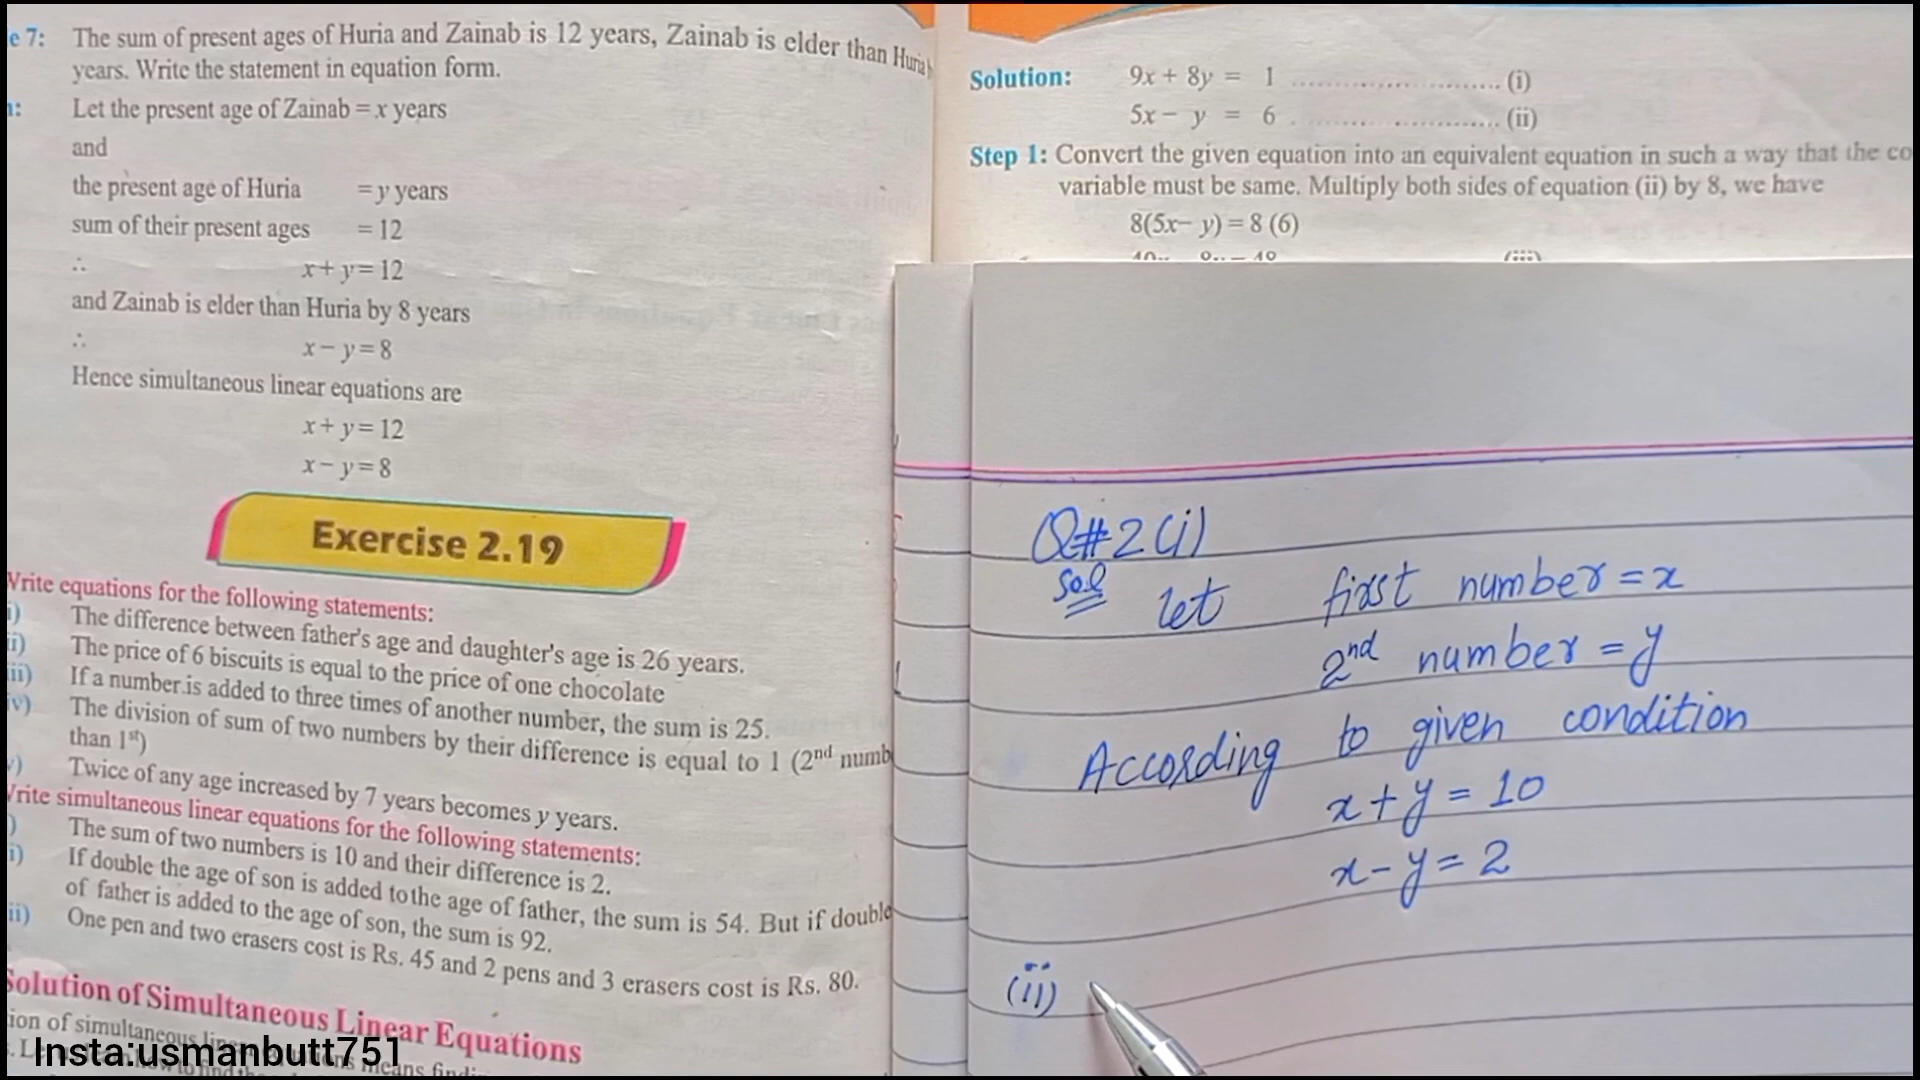 e 7: The sum of present ages of Huria and Zainab is 12 years, Zainab is elder than Huria
years. Write the statement in equation form.
Let the present age of Zainab = x years
and
the present age of Huria = y years
sum of their present ages = 12
∴ x + y = 12
and Zainab is elder than Huria by 8 years
∴ x − y = 8
Hence simultaneous linear equations are
x + y = 12
x − y = 8
Exercise 2.19
Write equations for the following statements:
i) The difference between father's age and daughter's age is 26 years.
ii) The price of 6 biscuits is equal to the price of one chocolate
iii) If a number is added to three times of another number, the sum is 25.
iv) The division of sum of two numbers by their difference is equal to 1 (2nd numb
than 1st)
v) Twice of any age increased by 7 years becomes y years.
Write simultaneous linear equations for the following statements:
) The sum of two numbers is 10 and their difference is 2.
i) If double the age of son is added to the age of father, the sum is 54. But if double
of father is added to the age of son, the sum is 92.
ii) One pen and two erasers cost is Rs. 45 and 2 pens and 3 erasers cost is Rs. 80.
Solution of Simultaneous Linear Equations
ion of simultaneous means
Insta:usmanbutt751
Solution: 9x + 8y = 1 ........................... (i)
5x − y = 6 ........................... (ii)
Step 1: Convert the given equation into an equivalent equation in such a way that the co
variable must be same. Multiply both sides of equation (ii) by 8, we have
8(5x − y) = 8 (6)
Q#2(i)
Sol let first number = x
2nd number = y
According to given condition
x + y = 10
x - y = 2
(ii)